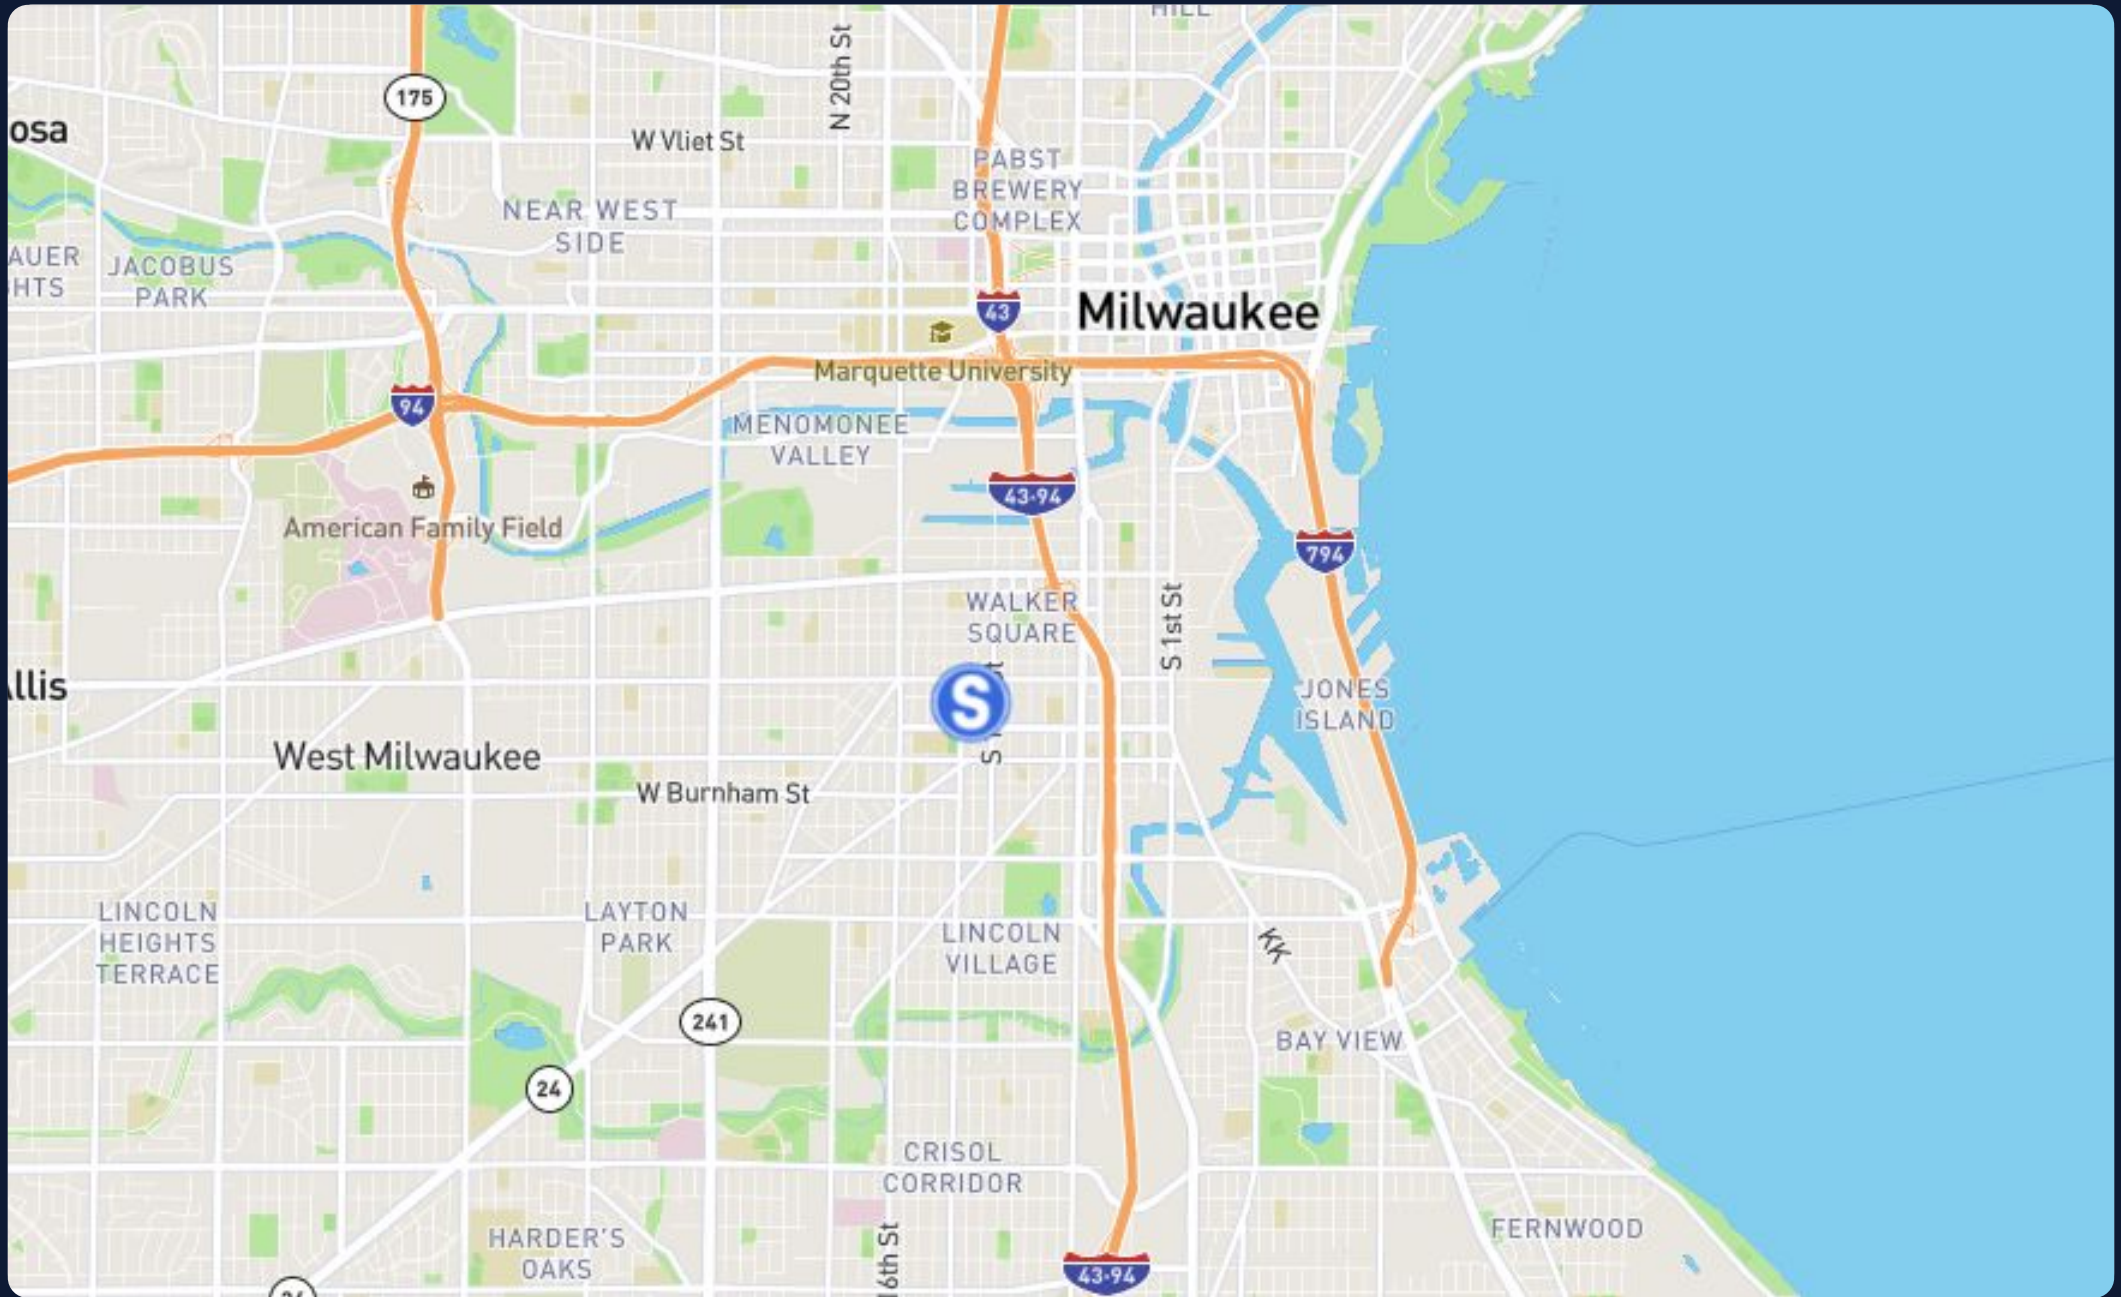 HILL
175
N 20th St
osa
W Vliet St
PABST
BREWERY
COMPLEX
NEAR WEST
SIDE
AUER
HTS
JACOBUS
PARK
43
Milwaukee
Marquette University
94
MENOMONEE
VALLEY
43-94
American Family Field
794
WALKER
SQUARE
S 1st St
S
llis
JONES
ISLAND
West Milwaukee
W Burnham St
LINCOLN
HEIGHTS
TERRACE
LAYTON
PARK
LINCOLN
VILLAGE
KK
241
BAY VIEW
24
CRISOL
CORRIDOR
HARDER'S
OAKS
16th St
FERNWOOD
43-94